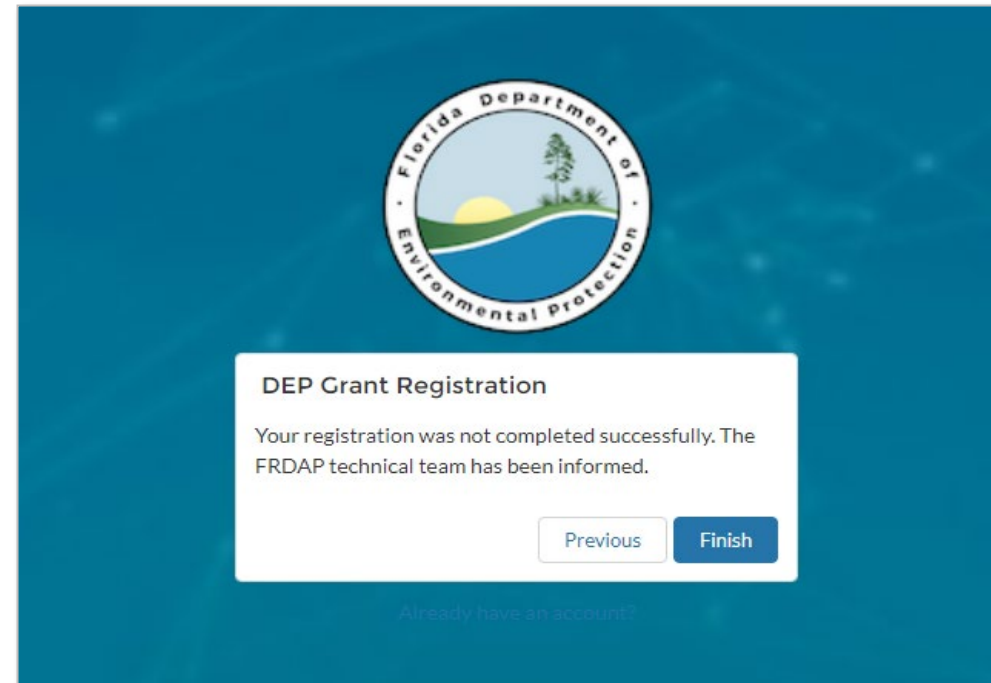 Florida Department of
Environmental Protection
DEP Grant Registration
Your registration was not completed successfully. The
FRDAP technical team has been informed.
Previous
Finish
Already have an account?